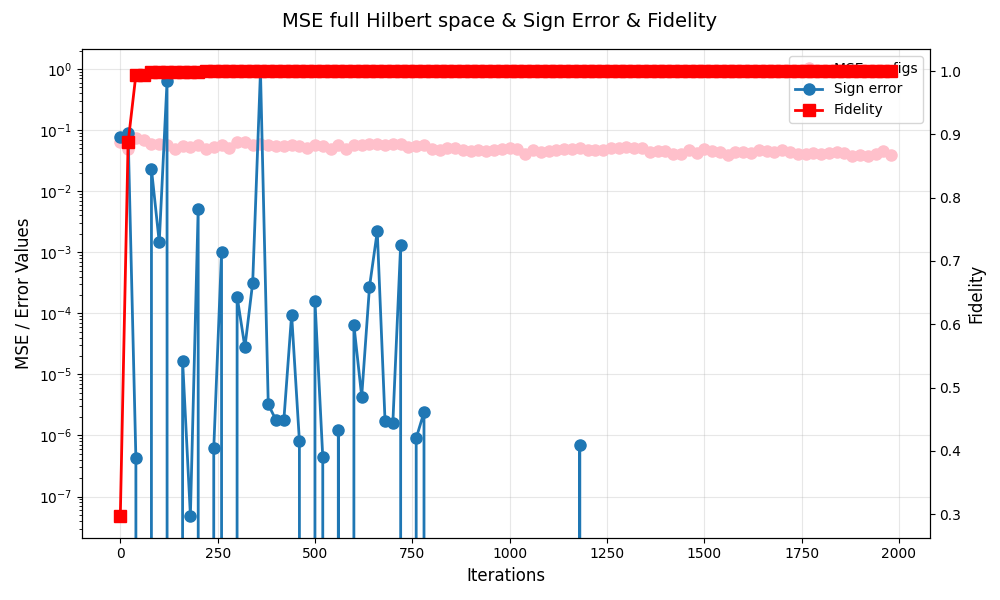 MSE full Hilbert space & Sign Error & Fidelity
MSE / Error Values
10⁰
10⁻¹
10⁻²
10⁻³
10⁻⁴
10⁻⁵
10⁻⁶
10⁻⁷
Sign error
Fidelity
1.0
0.9
0.8
0.7
0.6
0.5
0.4
0.3
Fidelity
0 250 500 750 1000 1250 1500 1750 2000
Iterations